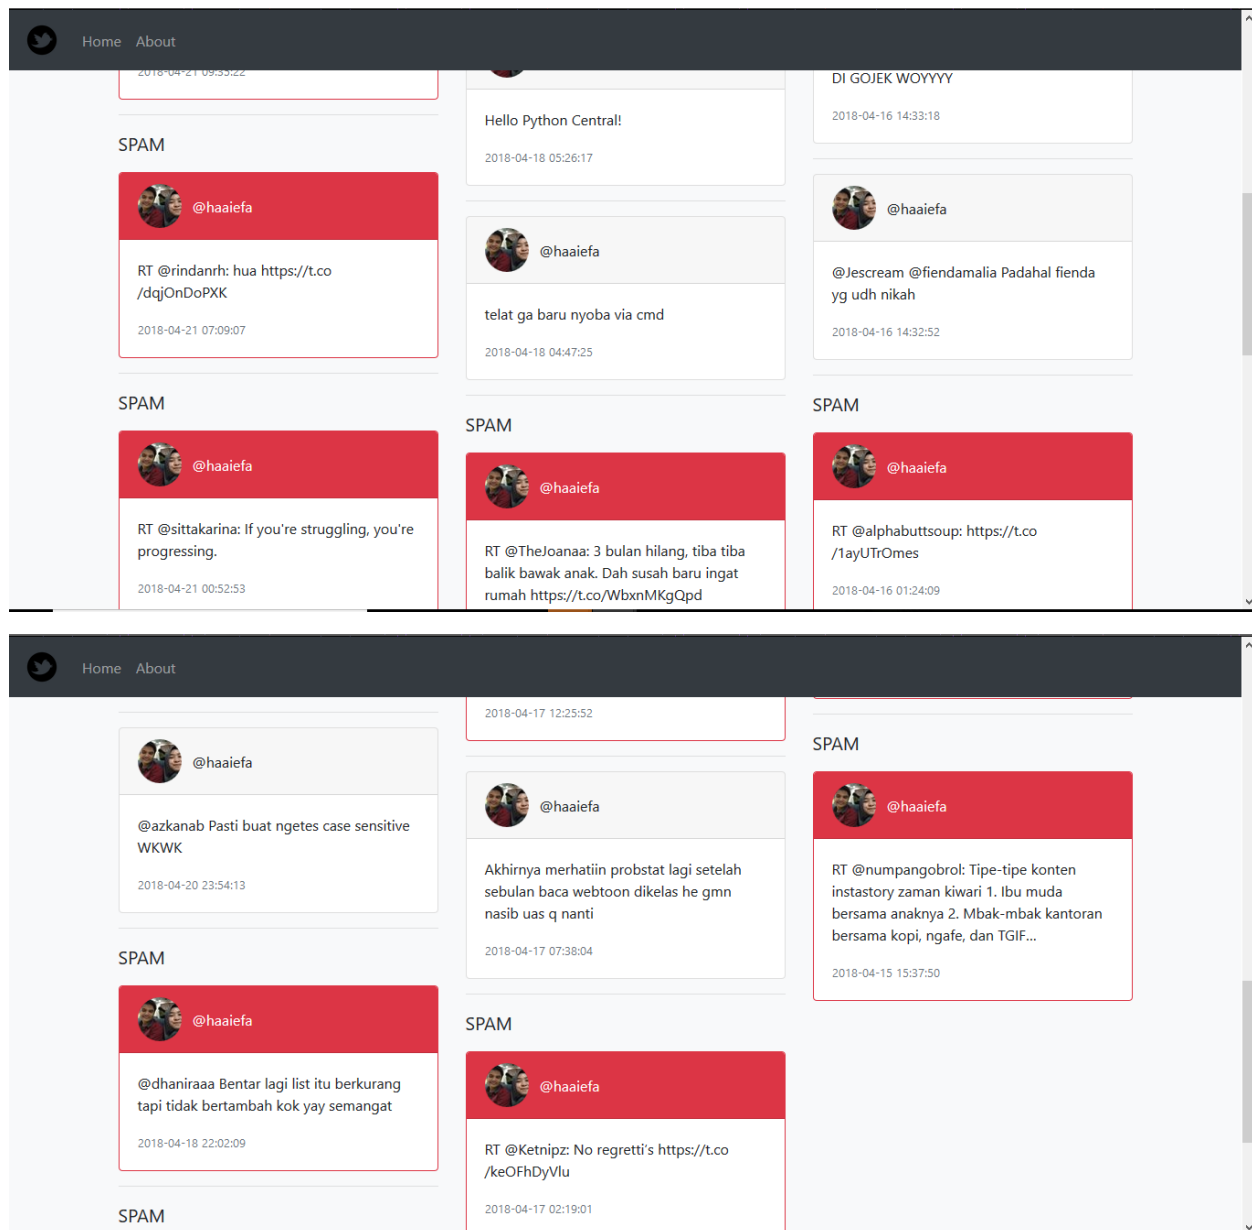 Home About
2018-04-21 09:35:22
SPAM
@haaiefa
RT @rindanrh: hua https://t.co
/dqjOnDoPXK
2018-04-21 07:09:07
SPAM
@haaiefa
RT @sittakarina: If you're struggling, you're
progressing.
2018-04-21 00:52:53
Hello Python Central!
2018-04-18 05:26:17
@haaiefa
telat ga baru nyoba via cmd
2018-04-18 04:47:25
SPAM
@haaiefa
RT @TheJoanaa: 3 bulan hilang, tiba tiba
balik bawak anak. Dah susah baru ingat
rumah https://t.co/WbxnMKgQpd
DI GOJEK WOYYYY
2018-04-16 14:33:18
@haaiefa
@Jescream @fiendamalia Padahal fienda
yg udh nikah
2018-04-16 14:32:52
SPAM
@haaiefa
RT @alphabuttsoup: https://t.co
/1ayUTrOmes
2018-04-16 01:24:09
Home About
@haaiefa
@azkanab Pasti buat ngetes case sensitive
WKWK
2018-04-20 23:54:13
SPAM
@haaiefa
@dhaniraaa Bentar lagi list itu berkurang
tapi tidak bertambah kok yay semangat
2018-04-18 22:02:09
SPAM
2018-04-17 12:25:52
@haaiefa
Akhirnya merhatiin probstat lagi setelah
sebulan baca webtoon dikelas he gmn
nasib uas q nanti
2018-04-17 07:38:04
SPAM
@haaiefa
RT @Ketnipz: No regretti’s https://t.co
/keOFhDyVlu
2018-04-17 02:19:01
SPAM
@haaiefa
RT @numpangobrol: Tipe-tipe konten
instastory zaman kiwari 1. Ibu muda
bersama anaknya 2. Mbak-mbak kantoran
bersama kopi, ngafe, dan TGIF…
2018-04-15 15:37:50